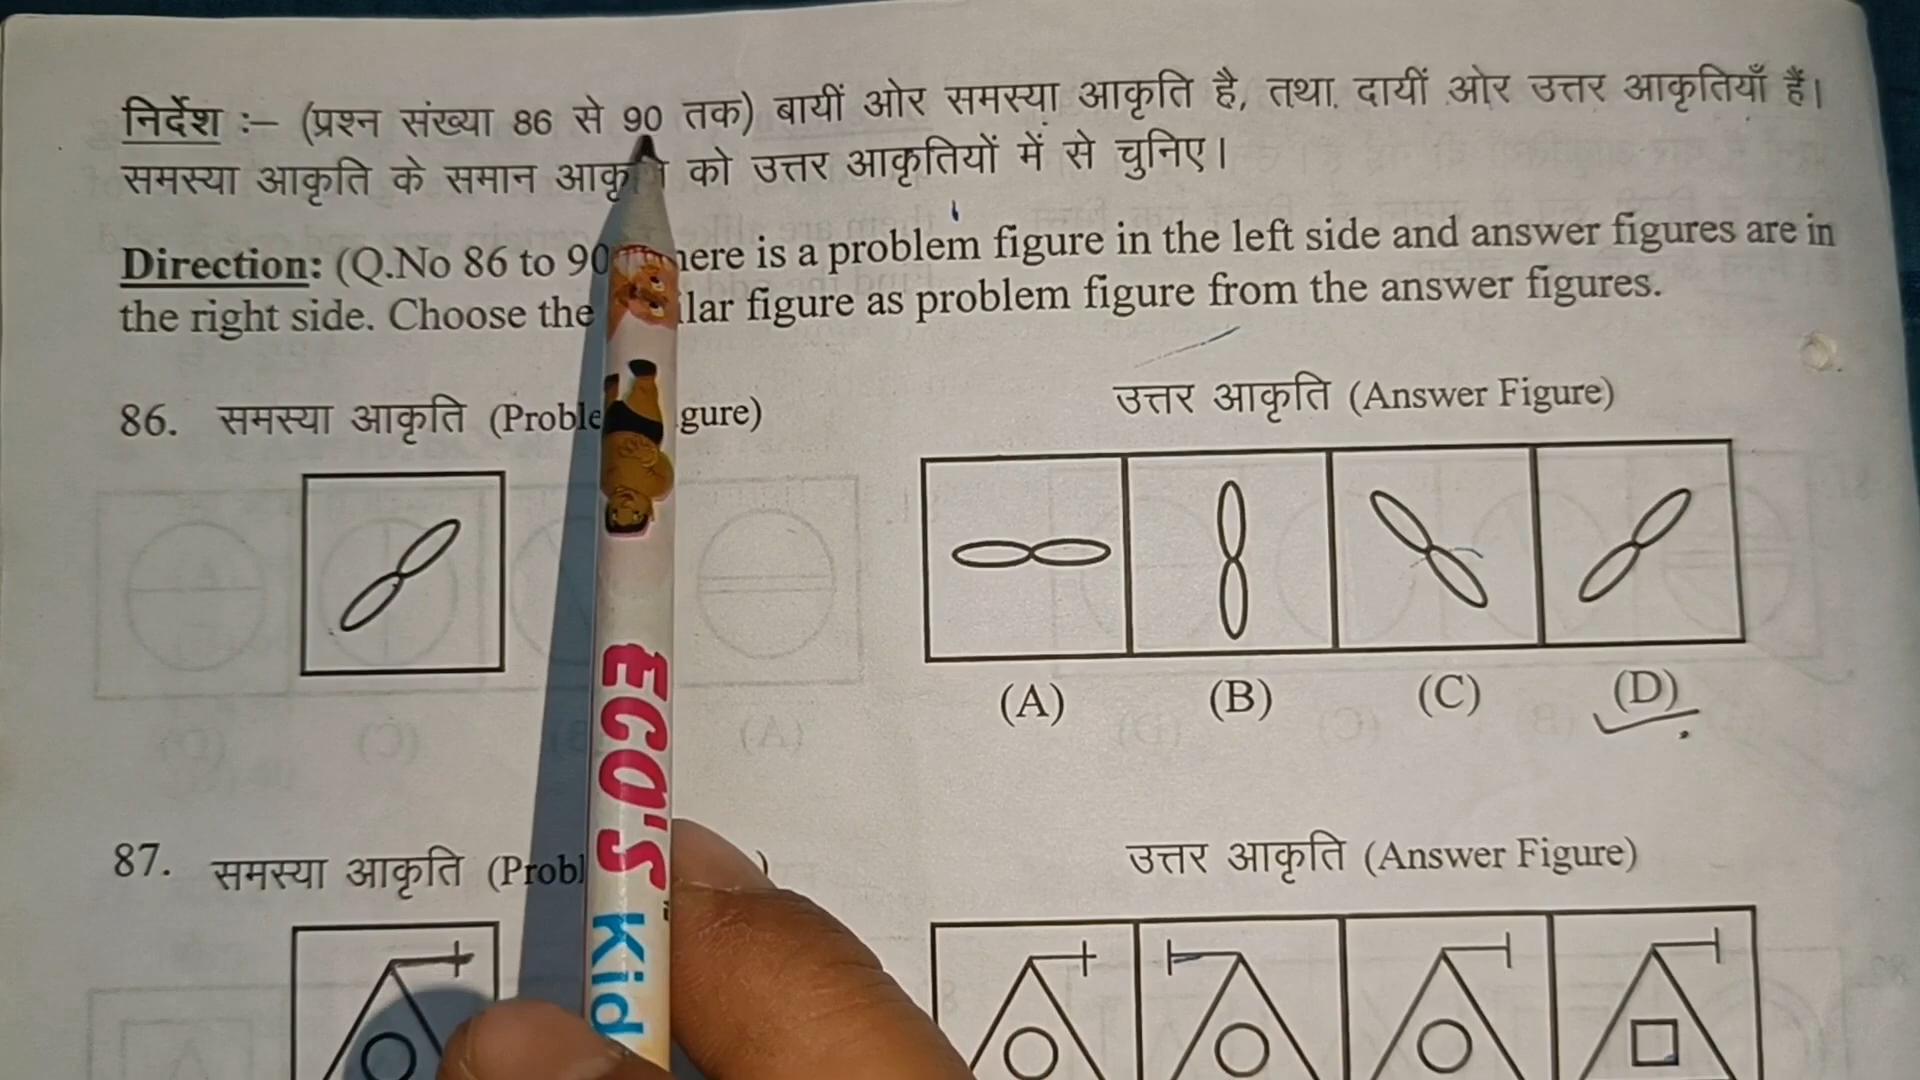 निर्देश :– (प्रश्न संख्या 86 से 90 तक) बायीं ओर समस्या आकृति है, तथा दायीं ओर उत्तर आकृतियाँ हैं।
समस्या आकृति के समान को उत्तर आकृतियों में से चुनिए।
Direction: (Q.No 86 to 90 is a problem figure in the left side and answer figures are in
the right side. Choose the figure as problem figure from the answer figures.
86. समस्या आकृति (Proble gure)
उत्तर आकृति (Answer Figure)
(A) (B) (C) (D)
87. समस्या आकृति (Probl )
उत्तर आकृति (Answer Figure)
ECO'S Kid